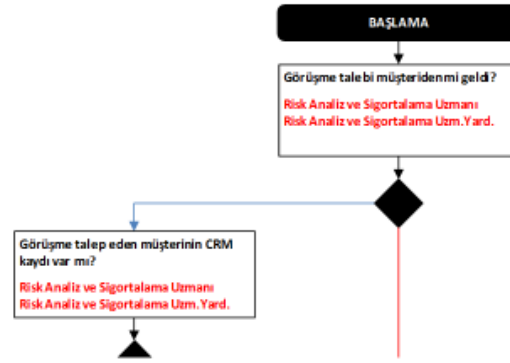 BAŞLAMA
Görüşme talebi müşteriden mi geldi?
Risk Analiz ve Sigortalama Uzmanı
Risk Analiz ve Sigortalama Uzm.Yard.
Görüşme talep eden müşterinin CRM
kaydı var mı?
Risk Analiz ve Sigortalama Uzmanı
Risk Analiz ve Sigortalama Uzm.Yard.